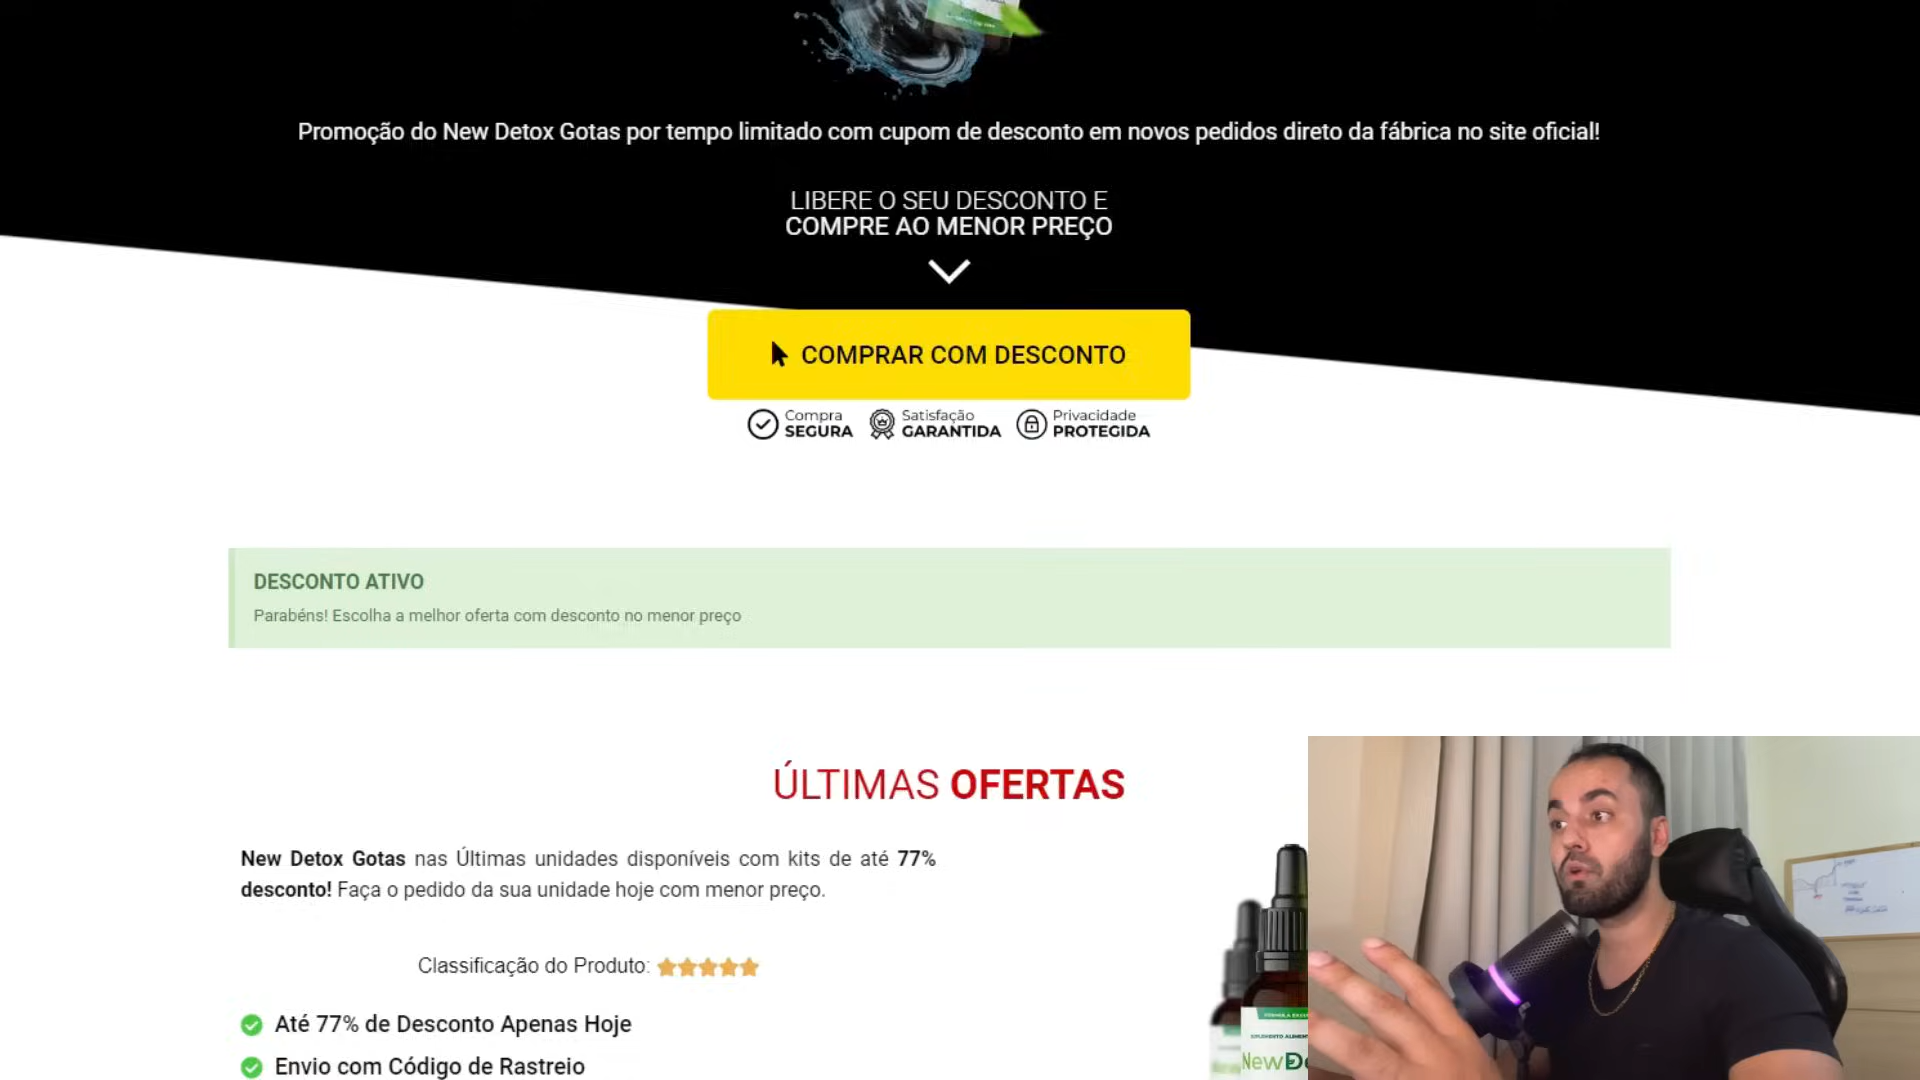 Promoção do New Detox Gotas por tempo limitado com cupom de desconto em novos pedidos direto da fábrica no site oficial!
LIBERE O SEU DESCONTO E
COMPRE AO MENOR PREÇO
COMPRAR COM DESCONTO
Compra
SEGURA
Satisfação
GARANTIDA
Privacidade
PROTEGIDA
DESCONTO ATIVO
Parabéns! Escolha a melhor oferta com desconto no menor preço
ÚLTIMAS OFERTAS
New Detox Gotas nas Últimas unidades disponíveis com kits de até 77%
desconto! Faça o pedido da sua unidade hoje com menor preço.
Classificação do Produto:
Até 77% de Desconto Apenas Hoje
Envio com Código de Rastreio
NewDe